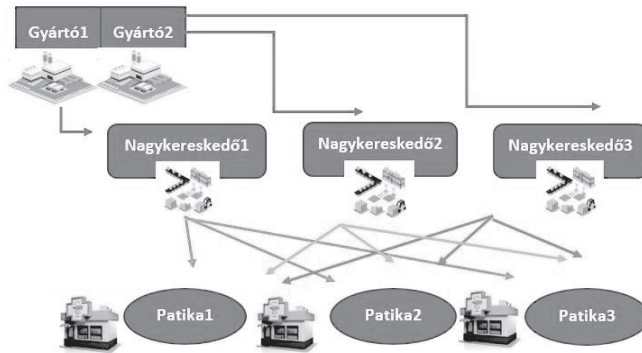 Gyártó1 Gyártó2
Nagykereskedő1 Nagykereskedő2 Nagykereskedő3
Patika1 Patika2 Patika3